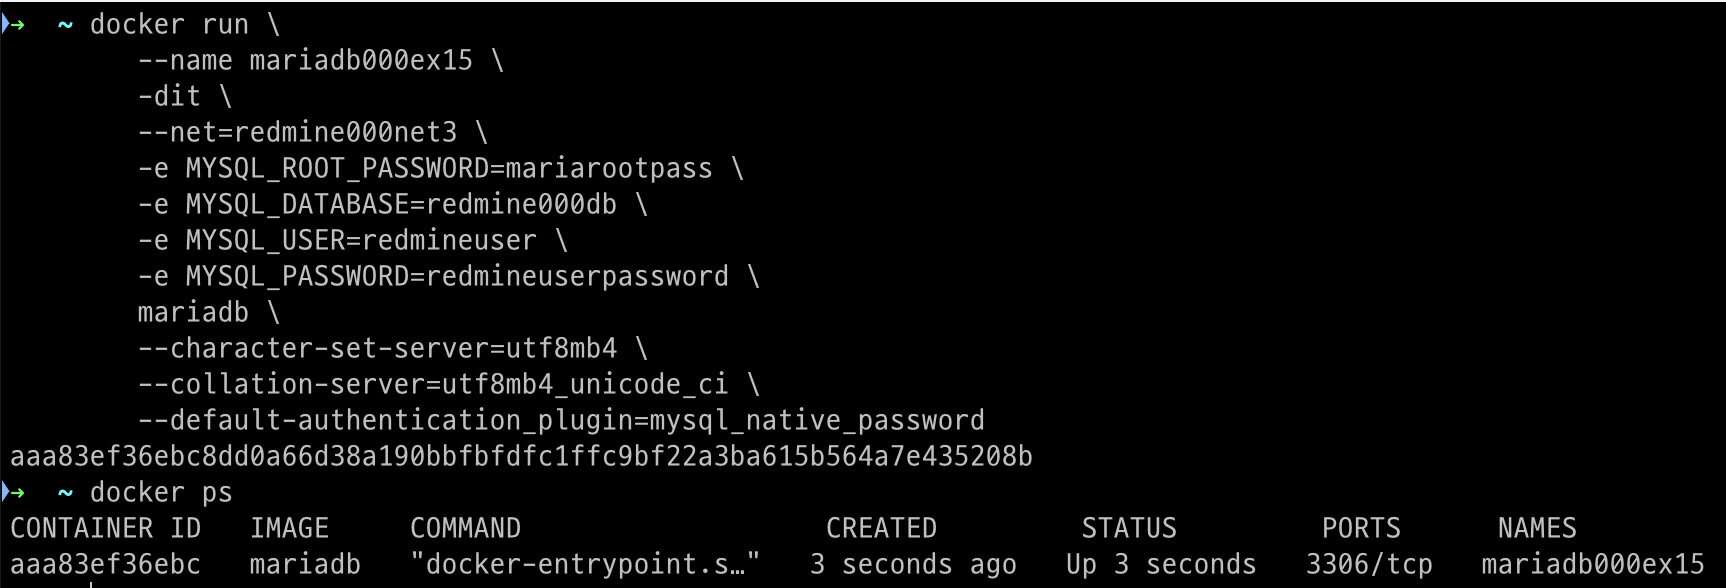 → ~ docker run \
--name mariadb000ex15 \
-dit \
--net=redmine000net3 \
-e MYSQL_ROOT_PASSWORD=mariarootpass \
-e MYSQL_DATABASE=redmine000db \
-e MYSQL_USER=redmineuser \
-e MYSQL_PASSWORD=redmineuserpassword \
mariadb \
--character-set-server=utf8mb4 \
--collation-server=utf8mb4_unicode_ci \
--default-authentication_plugin=mysql_native_password
aaa83ef36ebc8dd0a66d38a190bbfbfdfc1ffc9bf22a3ba615b564a7e435208b
→ ~ docker ps
CONTAINER ID IMAGE COMMAND CREATED STATUS PORTS NAMES
aaa83ef36ebc mariadb "docker-entrypoint.s…" 3 seconds ago Up 3 seconds 3306/tcp mariadb000ex15